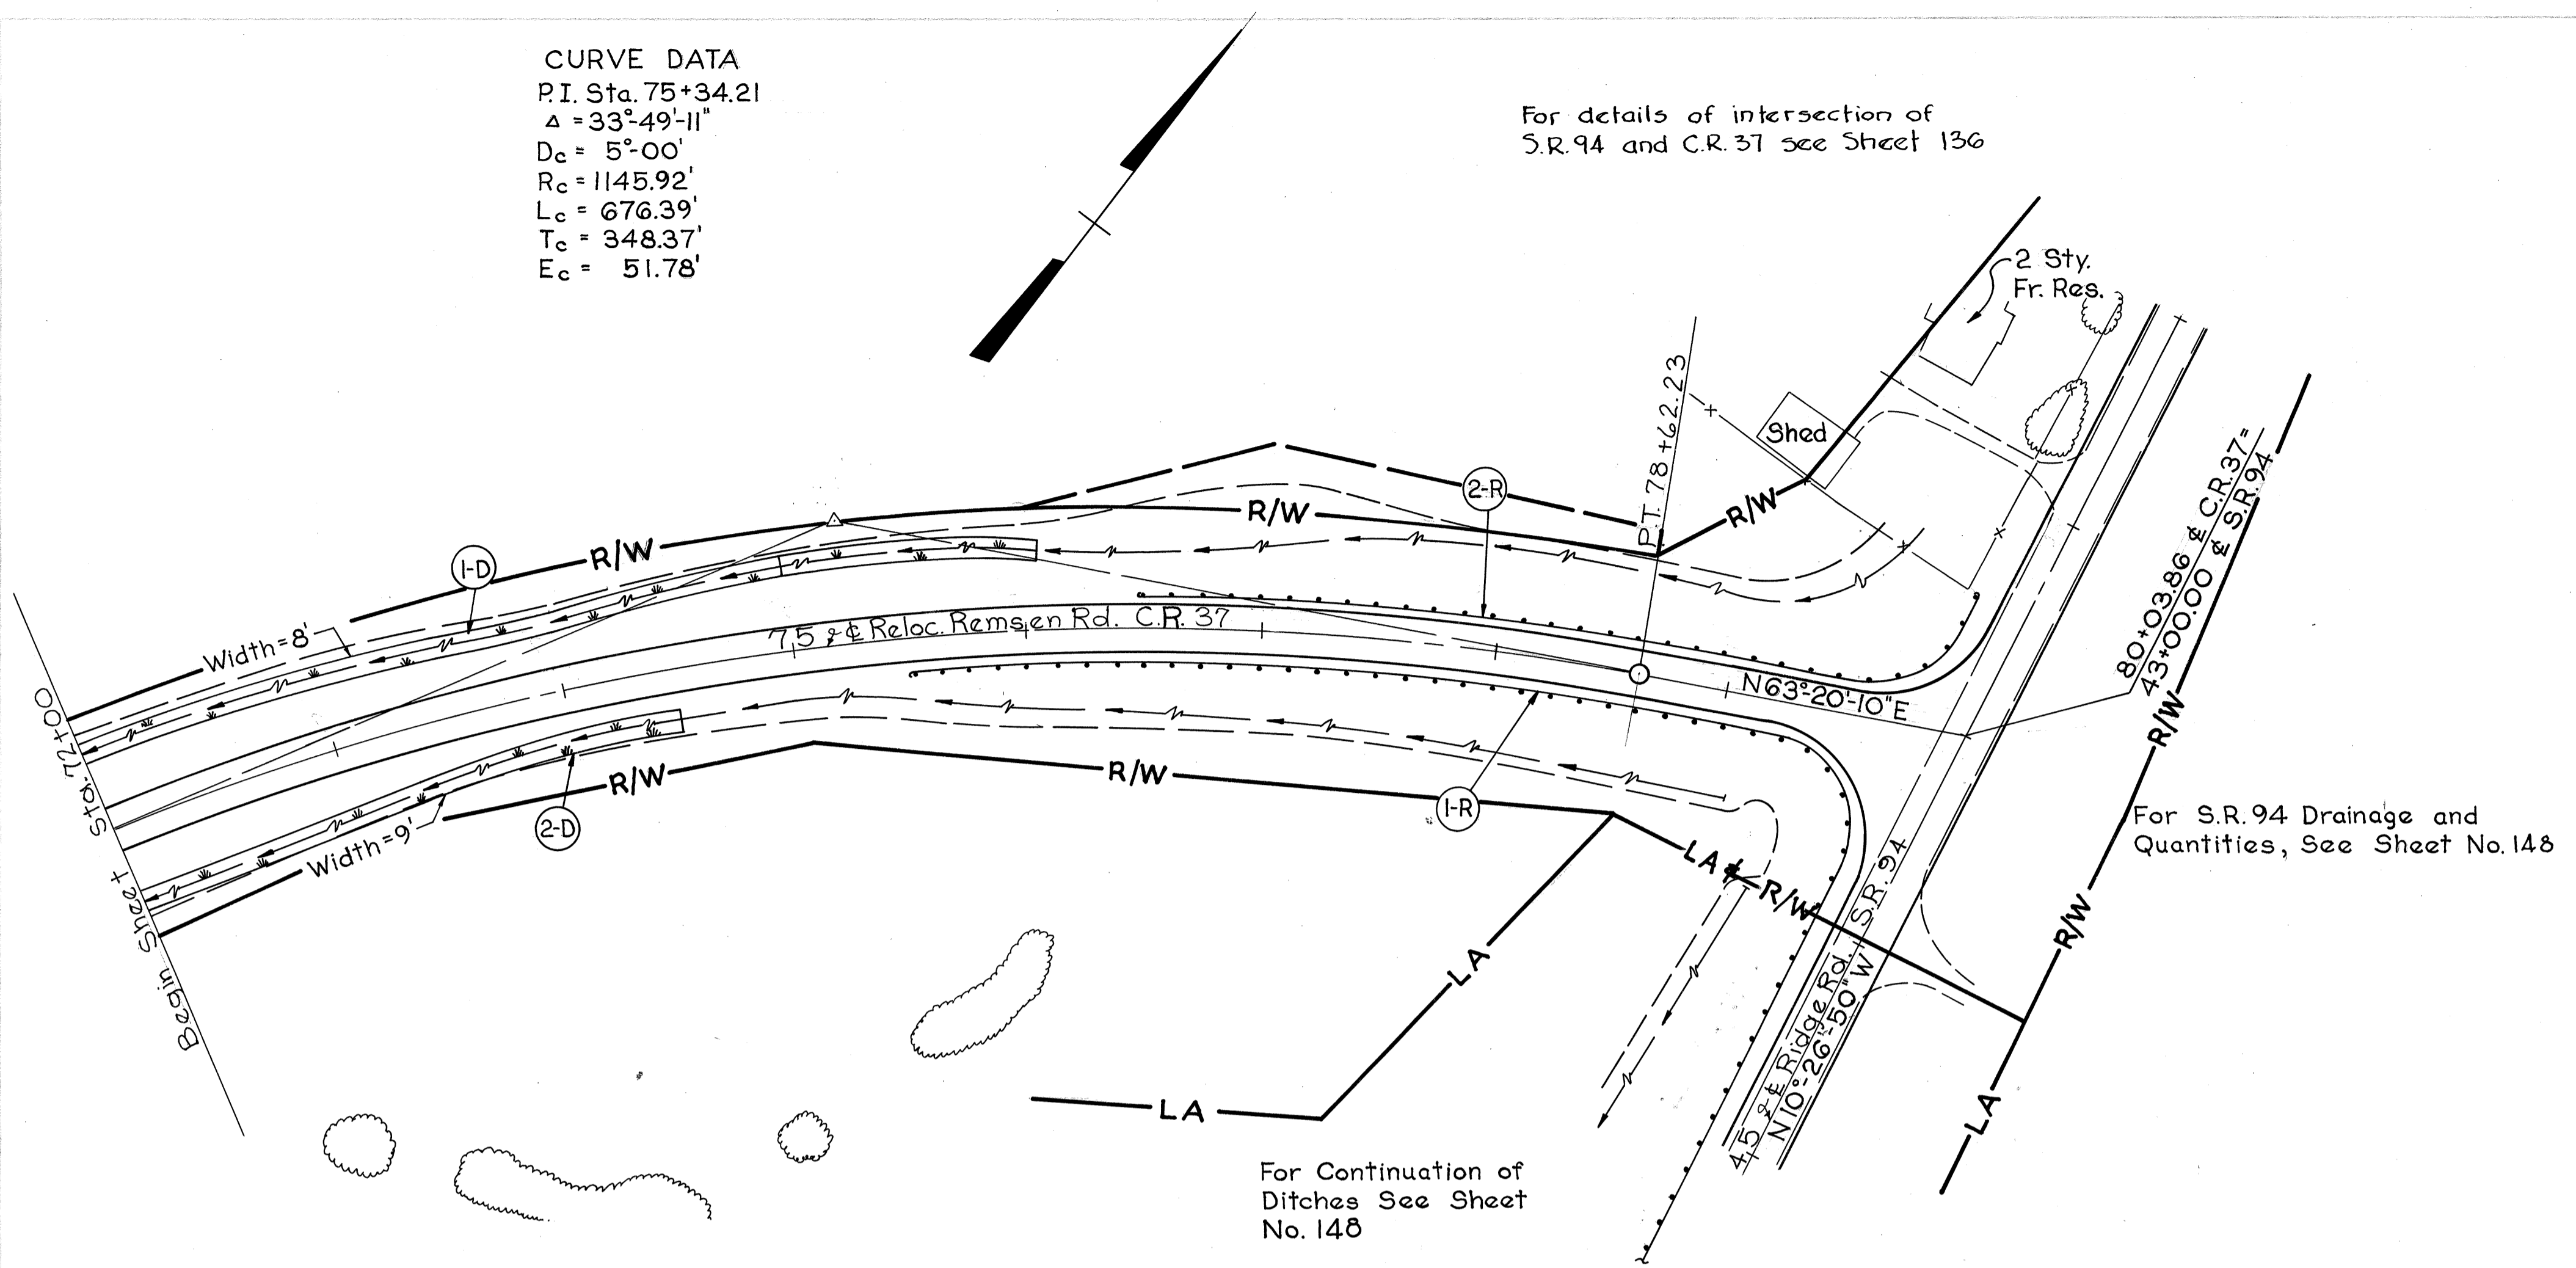 CURVE DATA
P.I. Sta. 75+34.21
Δ = 33°-49'-11"
Dc = 5°-00'
Rc = 1145.92'
Lc = 676.39'
Tc = 348.37'
Ec = 51.78'
For details of intersection of
S.R. 94 and C.R. 37 see Sheet 136
2 Sty.
Fr. Res.
Shed
P.T. 78+62.23
2-R
R/W
R/W
R/W
1-D
Width=8'
75 & ℄ Reloc. Remsen Rd. C.R. 37
N63°-20'-10"E
80+03.86 ℄ C.R.37=
43+00.00 ℄ S.R.94
R/W
Begin Sheet Sta. 72+00
Width=9'
2-D
R/W
R/W
1-R
LA & R/W
LA
LA
R/W
LA
45 & ℄ Ridge Rd. S.R. 94
N10°-26'-50"W
For S.R.94 Drainage and
Quantities, See Sheet No. 148
For Continuation of
Ditches See Sheet
No. 148